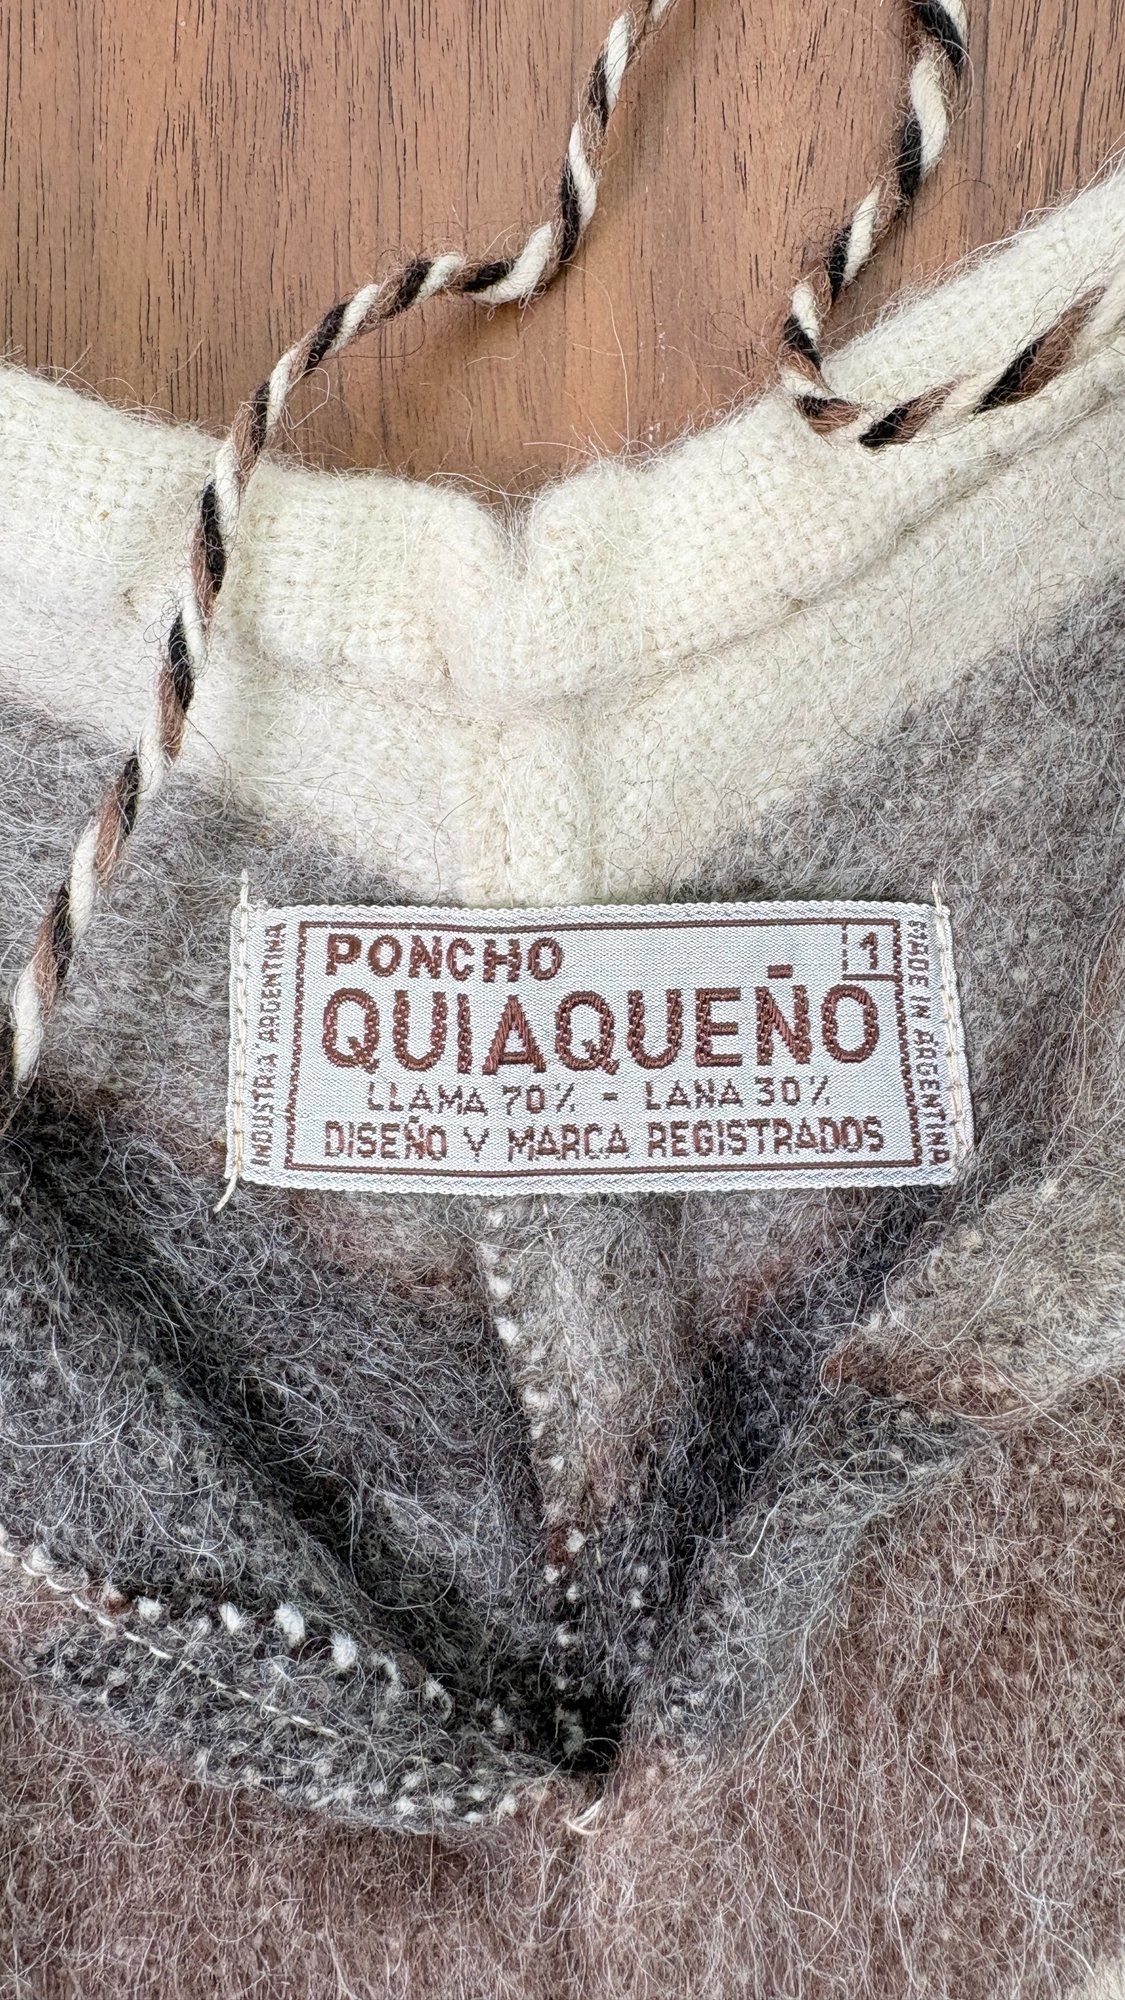 PONCHO
1
QUIAQUEÑO
LLAMA 70% - LANA 30%
DISEÑO Y MARCA REGISTRADOS
INDUSTRIA ARGENTINA
MADE IN ARGENTINA